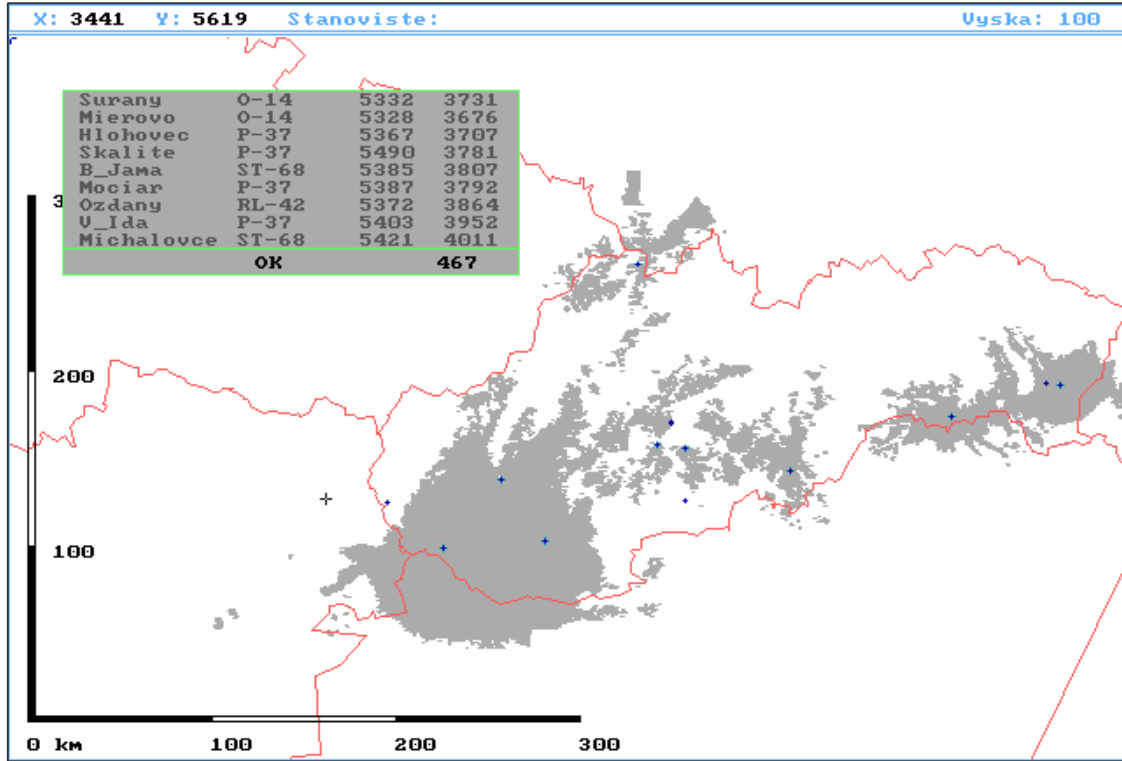 X: 3441 Y: 5619 Stanoviste: Vyska: 100
Surany O-14 5332 3731
Mierovo O-14 5328 3676
Hlohovec P-37 5367 3707
Skalite P-37 5490 3781
B_Jama ST-68 5385 3807
Mociar P-37 5387 3792
Ozdany RL-42 5372 3864
V_Ida P-37 5403 3952
Michalovce ST-68 5421 4011
OK 467
200
100
0 км 100 200 300